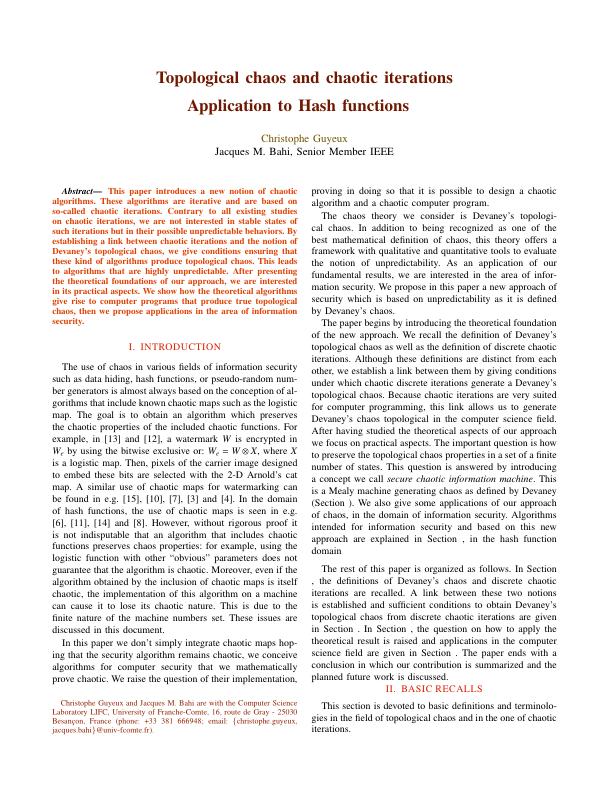 Topological chaos and chaotic iterations
Application to Hash functions
Christophe Guyeux
Jacques M. Bahi, Senior Member IEEE
Abstract— This paper introduces a new notion of chaotic
algorithms. These algorithms are iterative and are based on
so-called chaotic iterations. Contrary to all existing studies
on chaotic iterations, we are not interested in stable states of
such iterations but in their possible unpredictable behaviors. By
establishing a link between chaotic iterations and the notion of
Devaney's topological chaos, we give conditions ensuring that
these kind of algorithms produce topological chaos. This leads
to algorithms that are highly unpredictable. After presenting
the theoretical foundations of our approach, we are interested
in its practical aspects. We show how the theoretical algorithms
give rise to computer programs that produce true topological
chaos, then we propose applications in the area of information
security.
I. INTRODUCTION
The use of chaos in various fields of information security
such as data hiding, hash functions, or pseudo-random num-
ber generators is almost always based on the conception of al-
gorithms that include known chaotic maps such as the logistic
map. The goal is to obtain an algorithm which preserves
the chaotic properties of the included chaotic functions. For
example, in [13] and [12], a watermark W is encrypted in
We by using the bitwise exclusive or: We = W ⊗ X, where X
is a logistic map. Then, pixels of the carrier image designed
to embed these bits are selected with the 2-D Arnold's cat
map. A similar use of chaotic maps for watermarking can
be found in e.g. [15], [10], [7], [3] and [4]. In the domain
of hash functions, the use of chaotic maps is seen in e.g.
[6], [11], [14] and [8]. However, without rigorous proof it
is not indisputable that an algorithm that includes chaotic
functions preserves chaos properties: for example, using the
logistic function with other “obvious” parameters does not
guarantee that the algorithm is chaotic. Moreover, even if the
algorithm obtained by the inclusion of chaotic maps is itself
chaotic, the implementation of this algorithm on a machine
can cause it to lose its chaotic nature. This is due to the
finite nature of the machine numbers set. These issues are
discussed in this document.
In this paper we don't simply integrate chaotic maps hop-
ing that the security algorithm remains chaotic, we conceive
algorithms for computer security that we mathematically
prove chaotic. We raise the question of their implementation,
Christophe Guyeux and Jacques M. Bahi are with the Computer Science
Laboratory LIFC, University of Franche-Comte, 16, route de Gray - 25030
Besançon, France (phone: +33 381 666948; email: {christophe.guyeux,
jacques.bahi}@univ-fcomte.fr).
proving in doing so that it is possible to design a chaotic
algorithm and a chaotic computer program.
The chaos theory we consider is Devaney's topologi-
cal chaos. In addition to being recognized as one of the
best mathematical definition of chaos, this theory offers a
framework with qualitative and quantitative tools to evaluate
the notion of unpredictability. As an application of our
fundamental results, we are interested in the area of infor-
mation security. We propose in this paper a new approach of
security which is based on unpredictability as it is defined
by Devaney's chaos.
The paper begins by introducing the theoretical foundation
of the new approach. We recall the definition of Devaney's
topological chaos as well as the definition of discrete chaotic
iterations. Although these definitions are distinct from each
other, we establish a link between them by giving conditions
under which chaotic discrete iterations generate a Devaney's
topological chaos. Because chaotic iterations are very suited
for computer programming, this link allows us to generate
Devaney's chaos topological in the computer science field.
After having studied the theoretical aspects of our approach
we focus on practical aspects. The important question is how
to preserve the topological chaos properties in a set of a finite
number of states. This question is answered by introducing
a concept we call secure chaotic information machine. This
is a Mealy machine generating chaos as defined by Devaney
(Section ). We also give some applications of our approach
of chaos, in the domain of information security. Algorithms
intended for information security and based on this new
approach are explained in Section , in the hash function
domain
The rest of this paper is organized as follows. In Section
, the definitions of Devaney's chaos and discrete chaotic
iterations are recalled. A link between these two notions
is established and sufficient conditions to obtain Devaney's
topological chaos from discrete chaotic iterations are given
in Section . In Section , the question on how to apply the
theoretical result is raised and applications in the computer
science field are given in Section . The paper ends with a
conclusion in which our contribution is summarized and the
planned future work is discussed.
II. BASIC RECALLS
This section is devoted to basic definitions and terminolo-
gies in the field of topological chaos and in the one of chaotic
iterations.